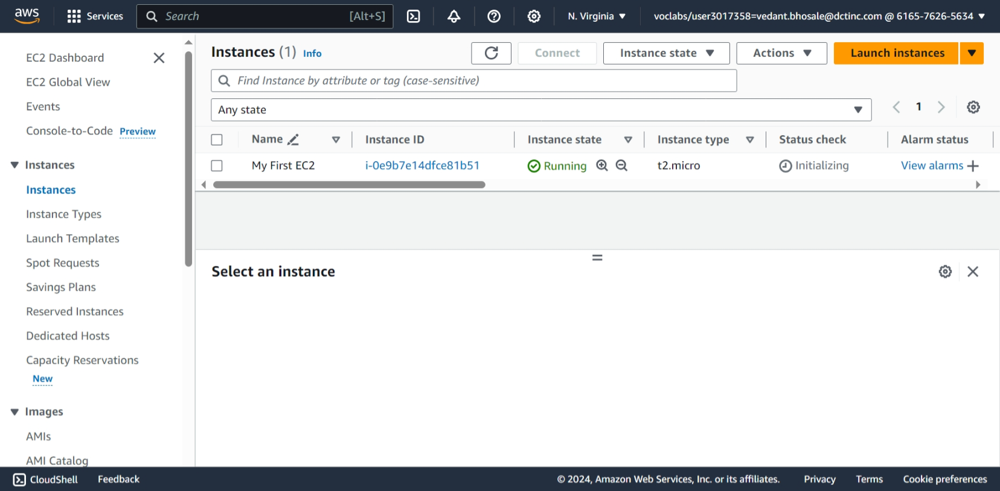 aws
Services
Search
[Alt+S]
N. Virginia
voclabs/user3017358=vedant.bhosale@dctinc.com @ 6165-7626-5634
EC2 Dashboard
EC2 Global View
Events
Console-to-Code Preview
Instances
Instances
Instance Types
Launch Templates
Spot Requests
Savings Plans
Reserved Instances
Dedicated Hosts
Capacity Reservations
New
Images
AMIs
AMI Catalog
Instances (1) Info
Connect
Instance state
Actions
Launch instances
Find Instance by attribute or tag (case-sensitive)
Any state
1
Name
Instance ID
Instance state
Instance type
Status check
Alarm status
My First EC2
i-0e9b7e14dfce81b51
Running
t2.micro
Initializing
View alarms
Select an instance
CloudShell
Feedback
© 2024, Amazon Web Services, Inc. or its affiliates.
Privacy
Terms
Cookie preferences